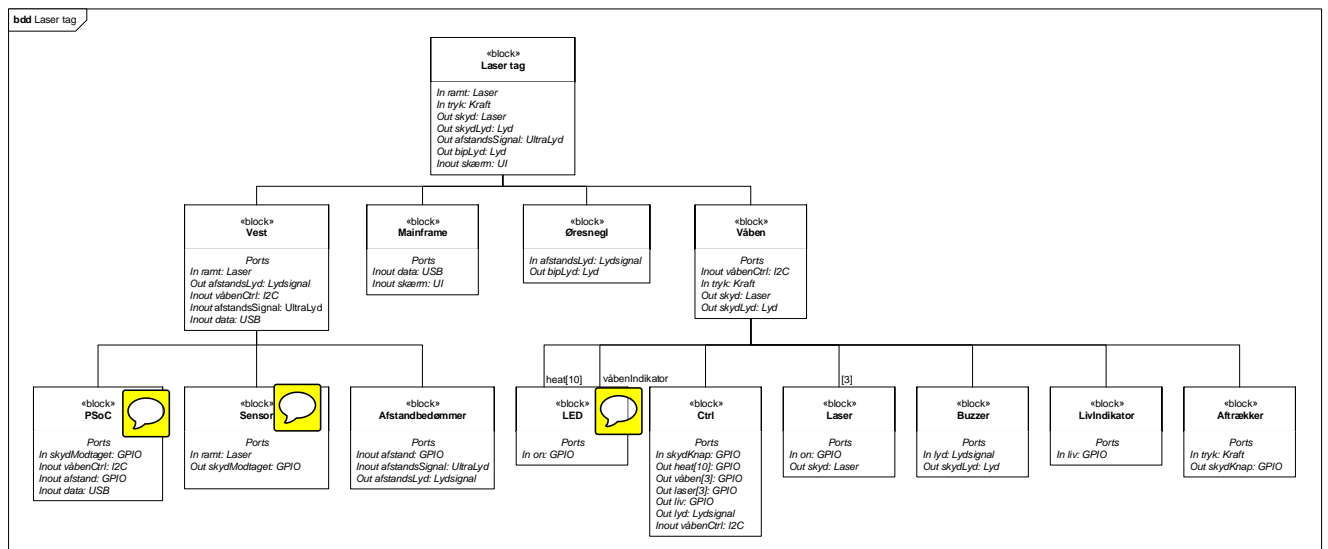 bdd Laser tag
«block»
Laser tag
In ramt: Laser
In tryk: Kraft
Out skyd: Laser
Out skydLyd: Lyd
Out afstandsSignal: UltraLyd
Out bipLyd: Lyd
Inout skærm: UI
«block»
Vest
Ports
In ramt: Laser
Out afstandsLyd: Lydsignal
Inout våbenCtrl: I2C
Inout afstandsSignal: UltraLyd
Inout data: USB
«block»
Mainframe
Ports
Inout data: USB
Inout skærm: UI
«block»
Øresnegl
In afstandsLyd: Lydsignal
Out bipLyd: Lyd
«block»
Våben
Ports
Inout våbenCtrl: I2C
In tryk: Kraft
Out skyd: Laser
Out skydLyd: Lyd
«block»
PSoC
Ports
In skydModtaget: GPIO
Inout våbenCtrl: I2C
Inout afstand: GPIO
Inout data: USB
«block»
Sensor
Ports
In ramt: Laser
Out skydModtaget: GPIO
«block»
Afstandbedømmer
Ports
Inout afstand: GPIO
Inout afstandsSignal: UltraLyd
Out afstandsLyd: Lydsignal
heat[10]
våbenIndikator
«block»
LED
Ports
In on: GPIO
«block»
Ctrl
Ports
In skydKnap: GPIO
Out heat[10]: GPIO
Out våben[3]: GPIO
Out laser[3]: GPIO
Out liv: GPIO
Out lyd: Lydsignal
Inout våbenCtrl: I2C
[3]
«block»
Laser
Ports
In on: GPIO
Out skyd: Laser
«block»
Buzzer
Ports
In lyd: Lydsignal
Out skydLyd: Lyd
«block»
LivIndikator
Ports
In liv: GPIO
«block»
Aftrækker
Ports
In tryk: Kraft
Out skydKnap: GPIO